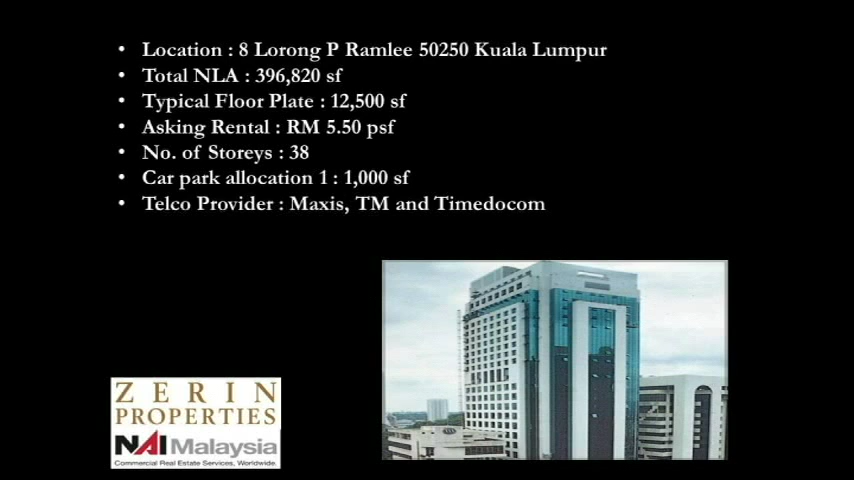 • Location : 8 Lorong P Ramlee 50250 Kuala Lumpur
• Total NLA : 396,820 sf
• Typical Floor Plate : 12,500 sf
• Asking Rental : RM 5.50 psf
• No. of Storeys : 38
• Car park allocation 1 : 1,000 sf
• Telco Provider : Maxis, TM and Timedocom
ZERIN
PROPERTIES
NAI Malaysia
Commercial Real Estate Services, Worldwide.